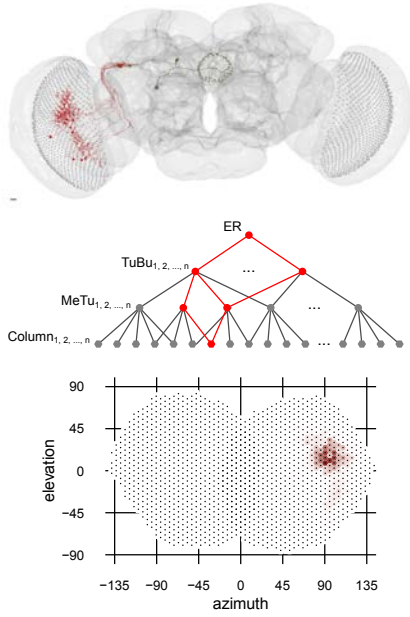 ER
TuBu1, 2, ..., n
...
MeTu1, 2, ..., n
...
Column1, 2, ..., n
...
90
45
0
−45
−90
elevation
−135 −90 −45 0 45 90 135
azimuth